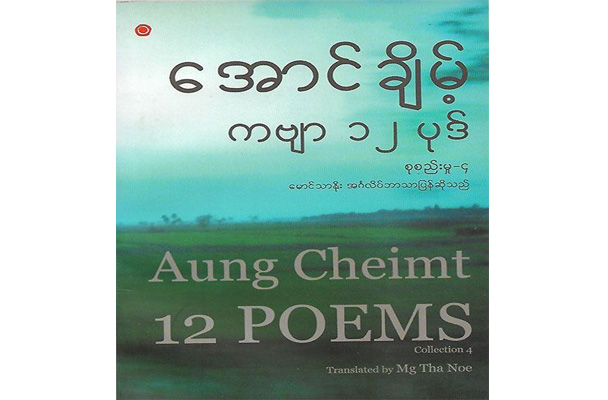 အောင်ချိမ့်
ကဗျာ ၁၂ ပုဒ်
စုစည်းမှု-၄
မောင်သာနိုး အင်္ဂလိပ်ဘာသာပြန်ဆိုသည်
Aung Cheimt
12 POEMS
Collection 4
Translated by Mg Tha Noe